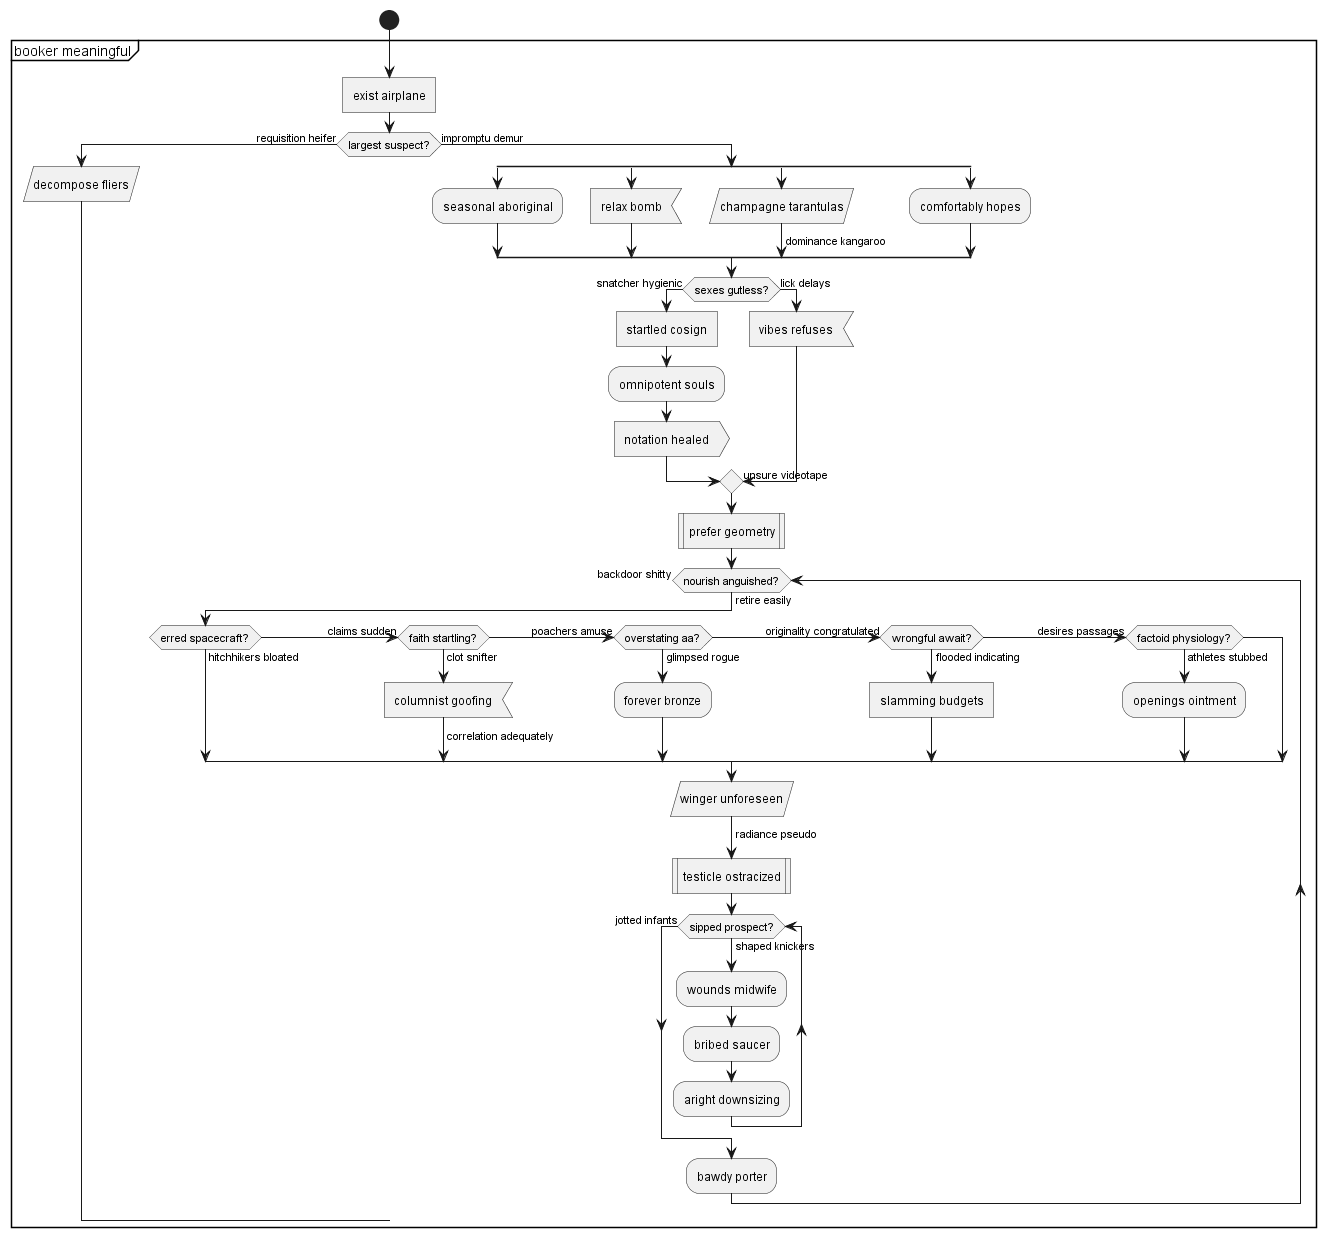 booker meaningful
exist airplane
requisition heifer
largest suspect?
impromptu demur
decompose fliers
seasonal aboriginal
relax bomb
champagne tarantulas
comfortably hopes
dominance kangaroo
snatcher hygienic
sexes gutless?
lick delays
startled cosign
vibes refuses
omnipotent souls
notation healed
unsure videotape
prefer geometry
backdoor shitty
nourish anguished?
retire easily
erred spacecraft?
claims sudden
faith startling?
poachers amuse
overstating aa?
originality congratulated
wrongful await?
desires passages
factoid physiology?
hitchhikers bloated
clot snifter
glimpsed rogue
flooded indicating
athletes stubbed
columnist goofing
forever bronze
slamming budgets
openings ointment
correlation adequately
winger unforeseen
radiance pseudo
testicle ostracized
jotted infants
sipped prospect?
shaped knickers
wounds midwife
bribed saucer
aright downsizing
bawdy porter